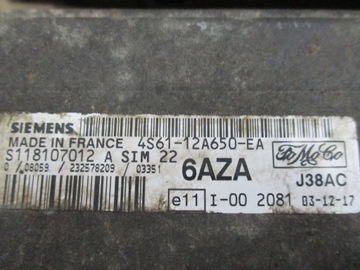 SIEMENS
MADE IN FRANCE 4S61-12A650-EA
S118107012 A SIM 22
0 / 08059 / 232578209 / 03351
6AZA
FoMoCo
J38AC
e11 I-00 2081 03-12-17